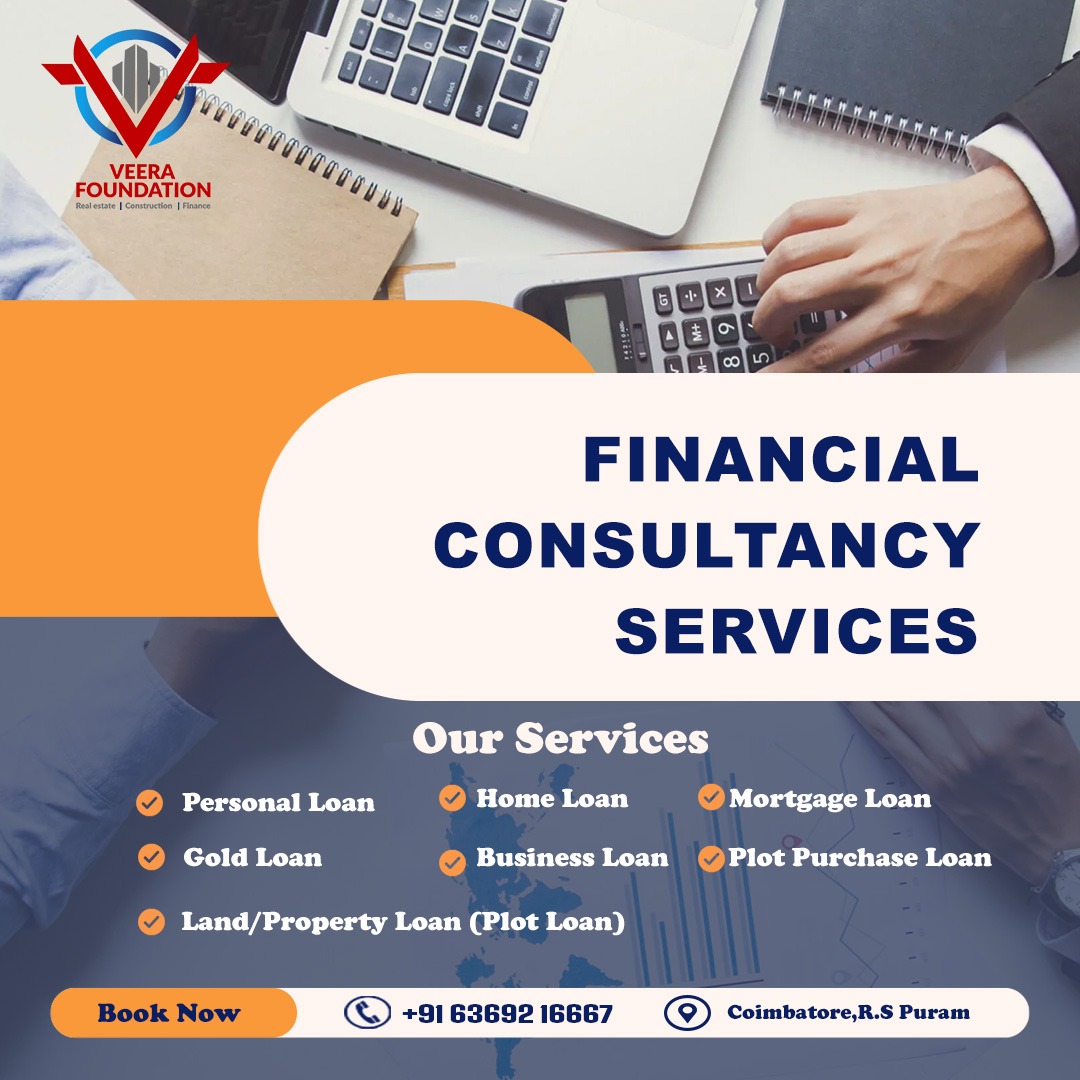 VEERA
FOUNDATION
Real estate | Construction | Finance
FINANCIAL
CONSULTANCY
SERVICES
Our Services
Personal Loan
Home Loan
Mortgage Loan
Gold Loan
Business Loan
Plot Purchase Loan
Land/Property Loan (Plot Loan)
Book Now
+91 63692 16667
Coimbatore,R.S Puram